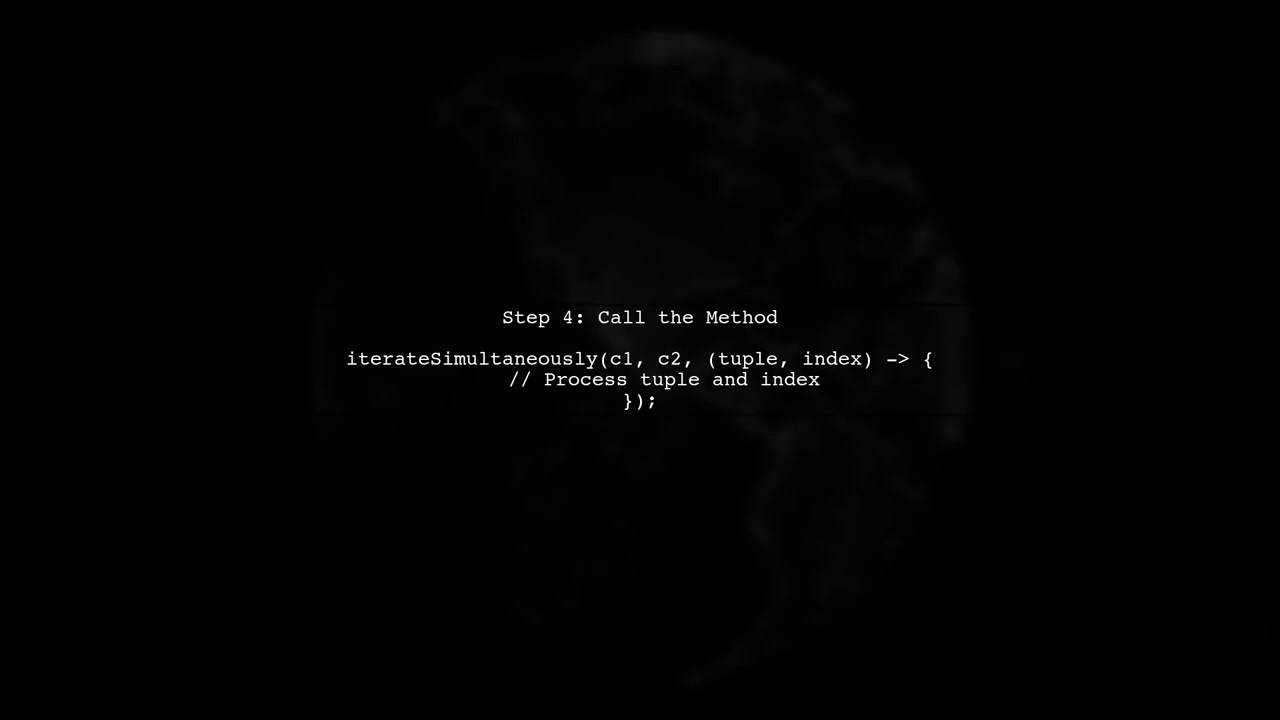 Step 4: Call the Method
iterateSimultaneously(c1, c2, (tuple, index) -> {
// Process tuple and index
});